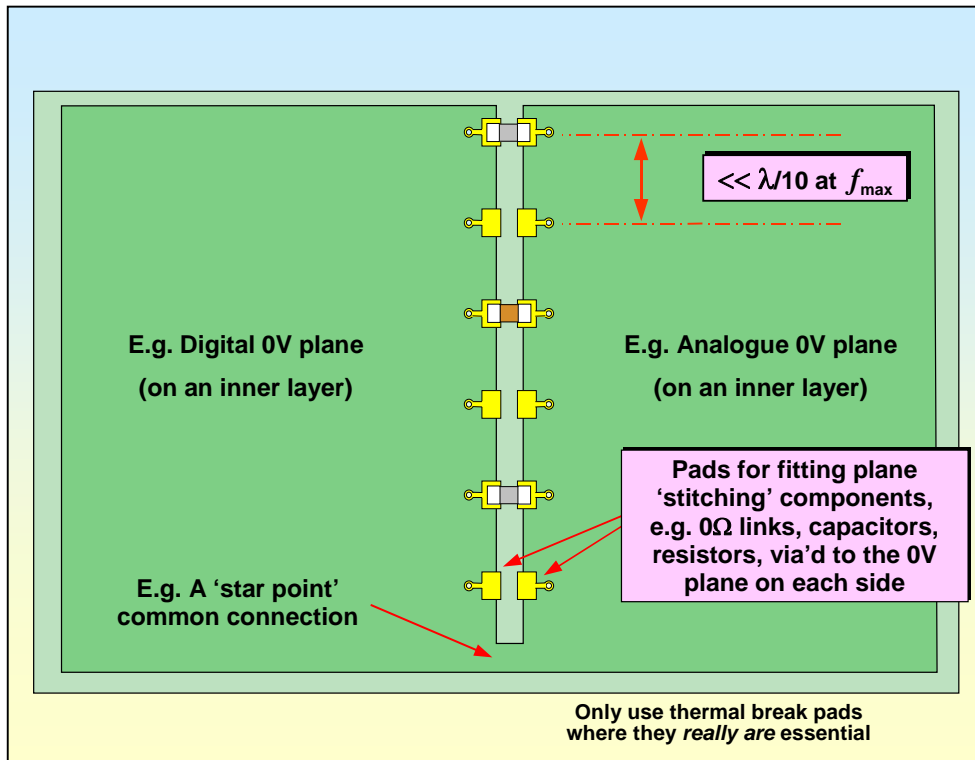 << λ/10 at fmax
E.g. Digital 0V plane
(on an inner layer)
E.g. Analogue 0V plane
(on an inner layer)
Pads for fitting plane
‘stitching’ components,
e.g. 0Ω links, capacitors,
resistors, via’d to the 0V
plane on each side
E.g. A ‘star point’
common connection
Only use thermal break pads
where they really are essential